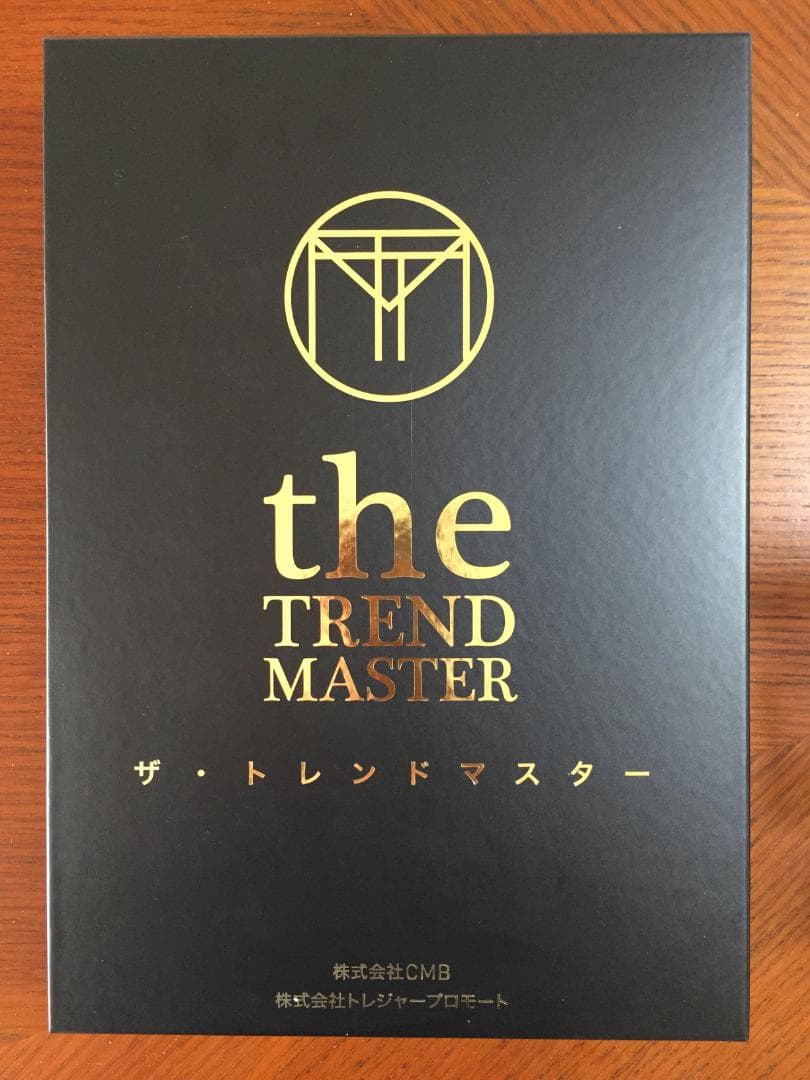 the
TREND
MASTER
ザ・トレンドマスター
株式会社CMB
株式会社トレジャープロモート